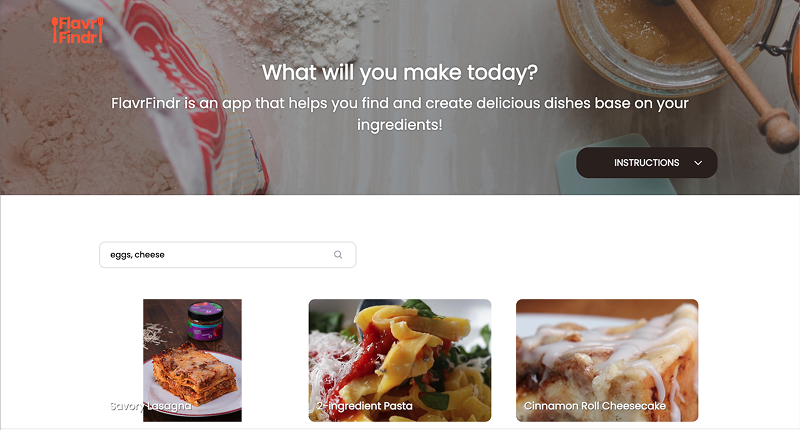 Flavr
Findr
What will you make today?
FlavrFindr is an app that helps you find and create delicious dishes base on your
ingredients!
INSTRUCTIONS
eggs, cheese
Savory Lasagna
2-Ingredient Pasta
Cinnamon Roll Cheesecake